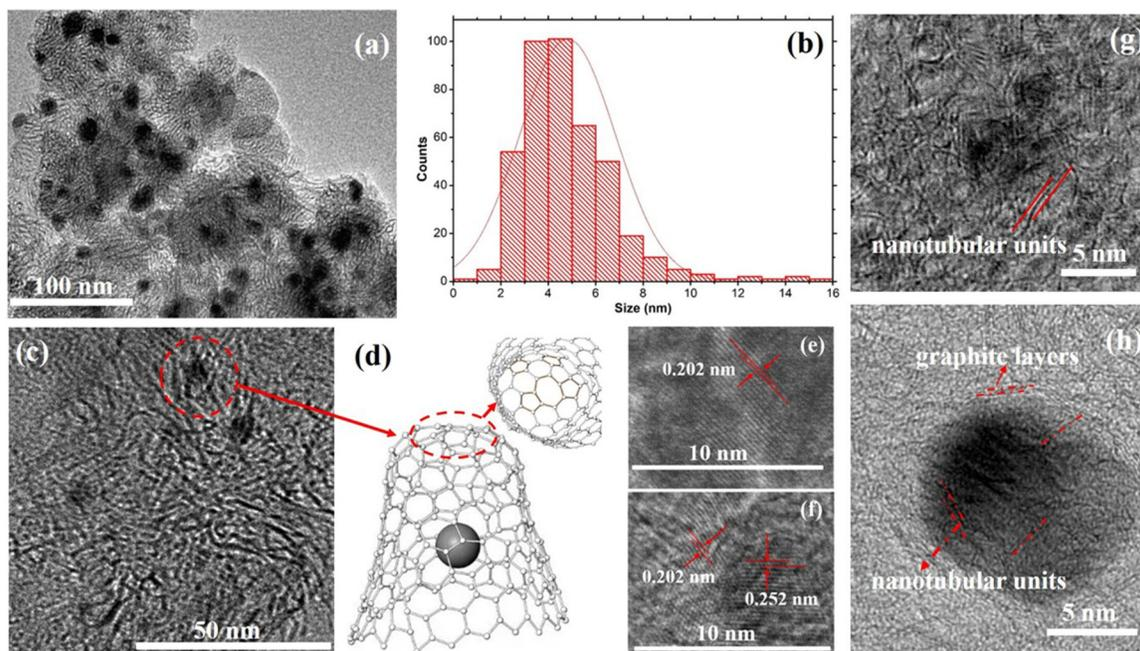 (a)
100 nm
(b)
Counts
100
80
60
40
20
0
0 2 4 6 8 10 12 14 16
Size (nm)
(g)
nanotubular units
5 nm
(c)
50 nm
(d)
(e)
0.202 nm
10 nm
(f)
0.202 nm
0.252 nm
10 nm
(h)
graphite layers
nanotubular units
5 nm